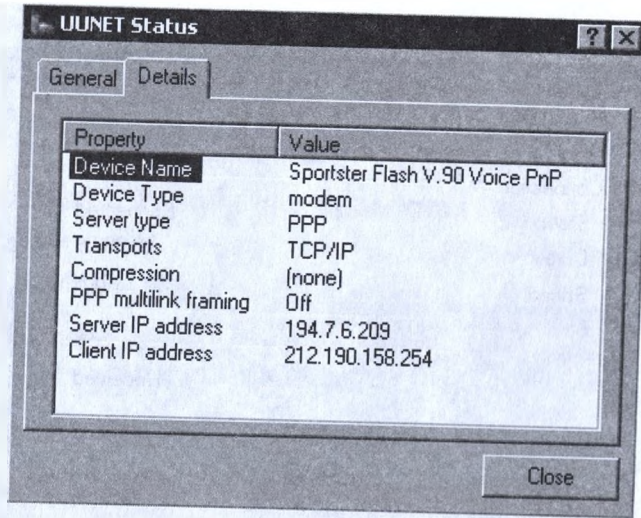 UUNET Status
? X
General Details
Property Value
Device Name Sportster Flash V.90 Voice PnP
Device Type modem
Server type PPP
Transports TCP/IP
Compression (none)
PPP multilink framing Off
Server IP address 194.7.6.209
Client IP address 212.190.158.254
Close